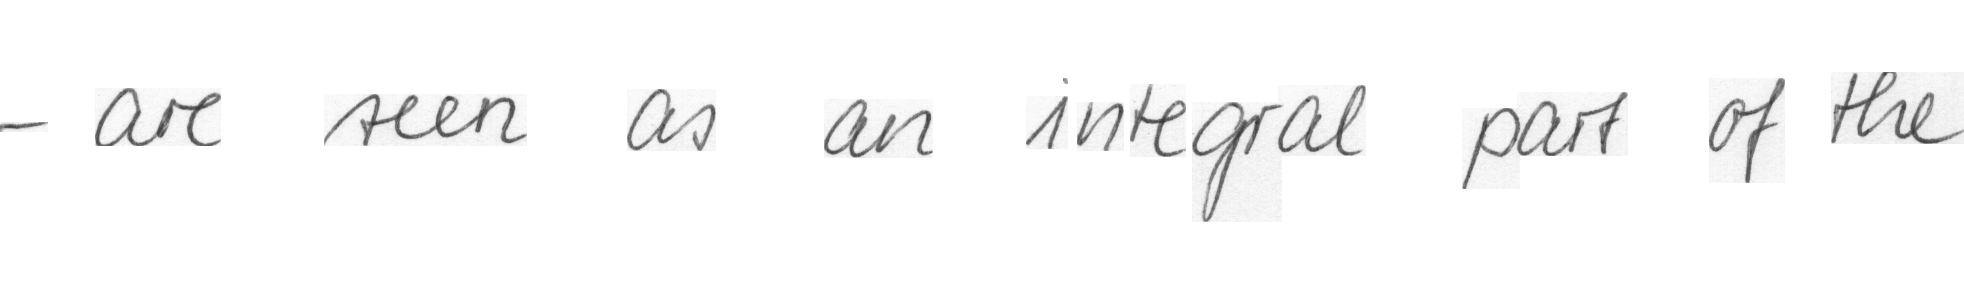 - are seen as an integral part of the